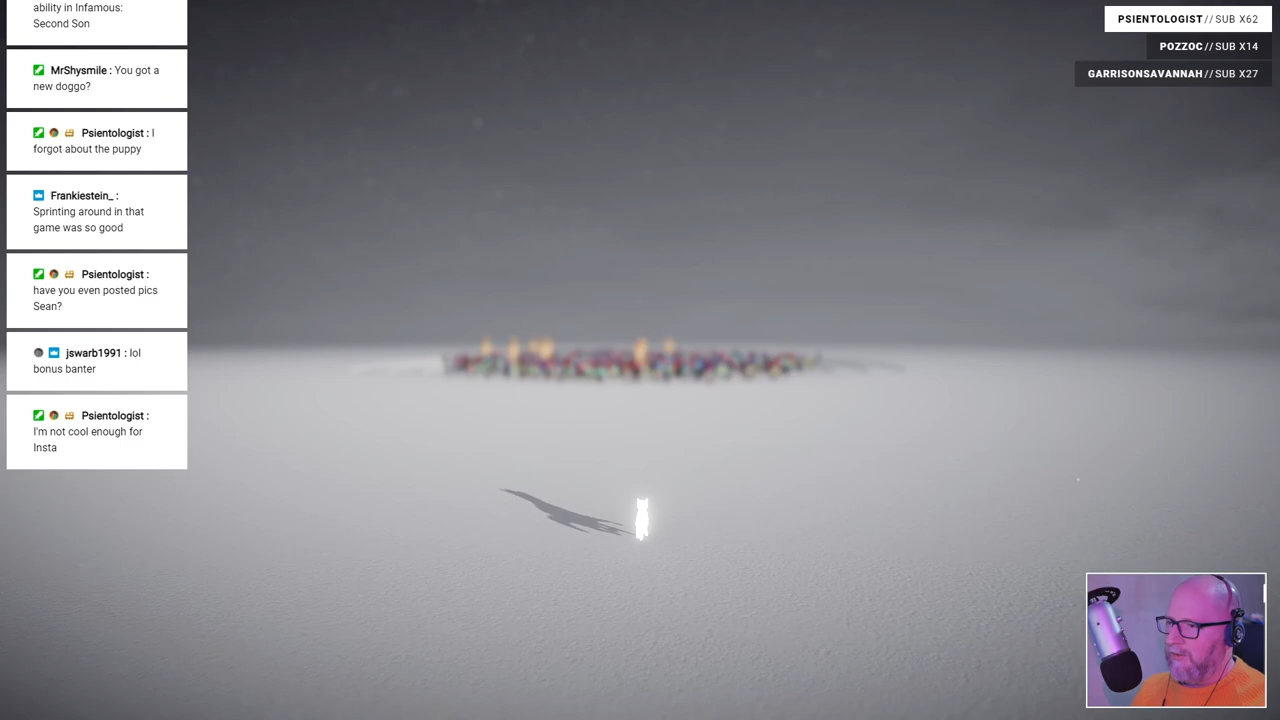 ability in Infamous:
Second Son
MrShysmile : You got a
new doggo?
Psientologist : I
forgot about the puppy
Frankiestein_ :
Sprinting around in that
game was so good
Psientologist :
have you even posted pics
Sean?
jswarb1991 : lol
bonus banter
Psientologist :
I'm not cool enough for
Insta
PSIENTOLOGIST // SUB X62
POZZOC // SUB X14
GARRISONSAVANNAH // SUB X27